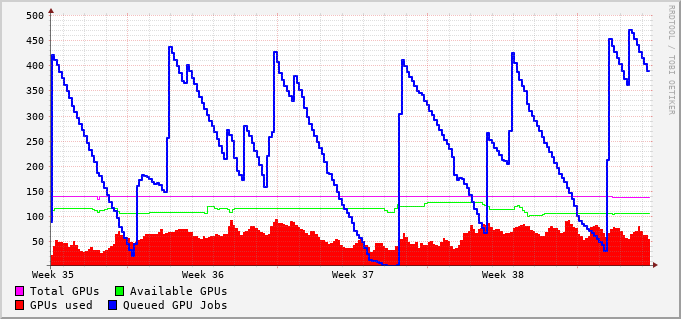 500
450
400
350
300
250
200
150
100
50
Week 35 Week 36 Week 37 Week 38
RRDTOOL / TOBI OETIKER
Total GPUs Available GPUs
GPUs used Queued GPU Jobs